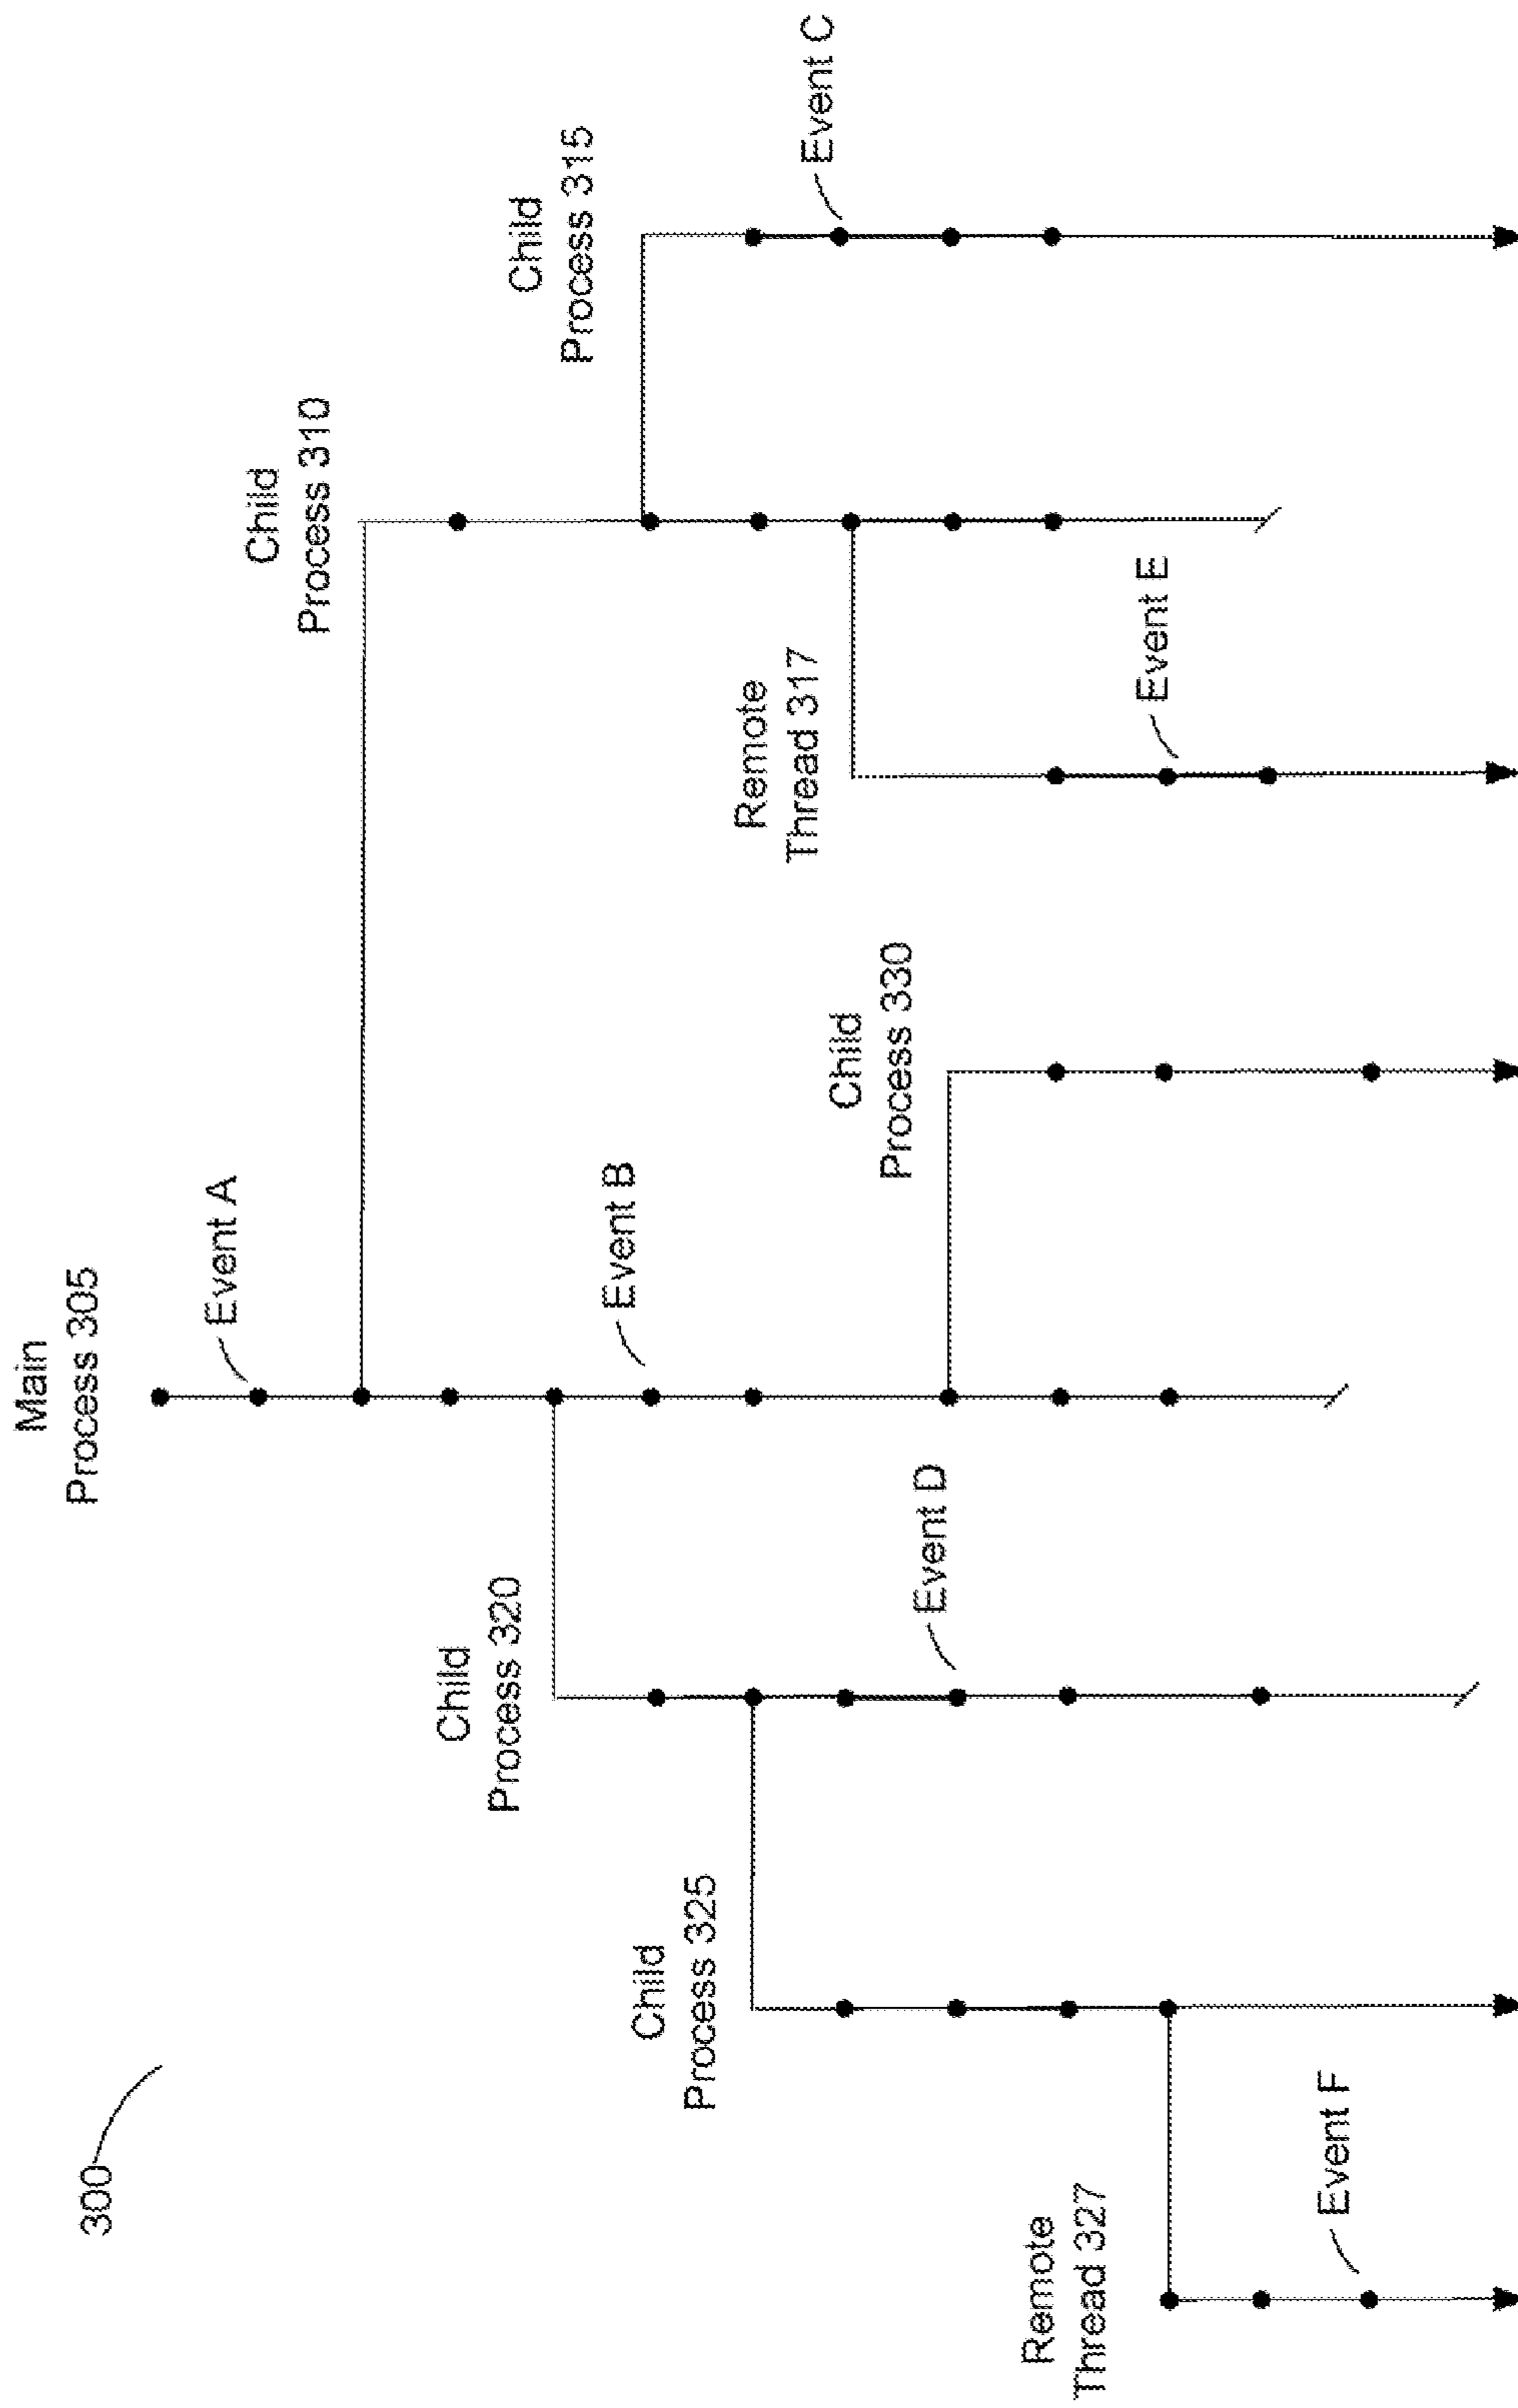 300
Main
Process 305
Event A
Child
Process 310
Child
Process 320
Event B
Child
Process 315
Child
Process 325
Remote
Thread 317
Event C
Child
Process 330
Event D
Remote
Thread 327
Event E
Event F